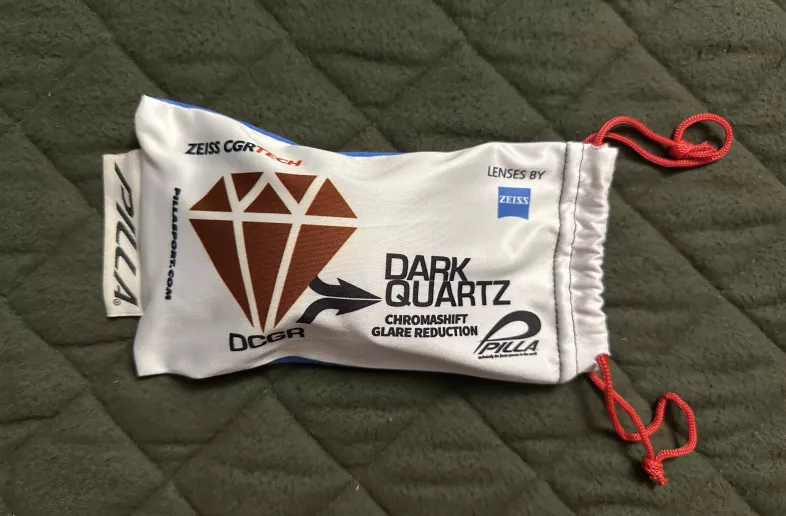 ZEISS CGRTECH
PILLA®
PILLASPORT.COM
DCGR
LENSES BY
ZEISS
DARK
QUARTZ
CHROMASHIFT
GLARE REDUCTION
PILLA